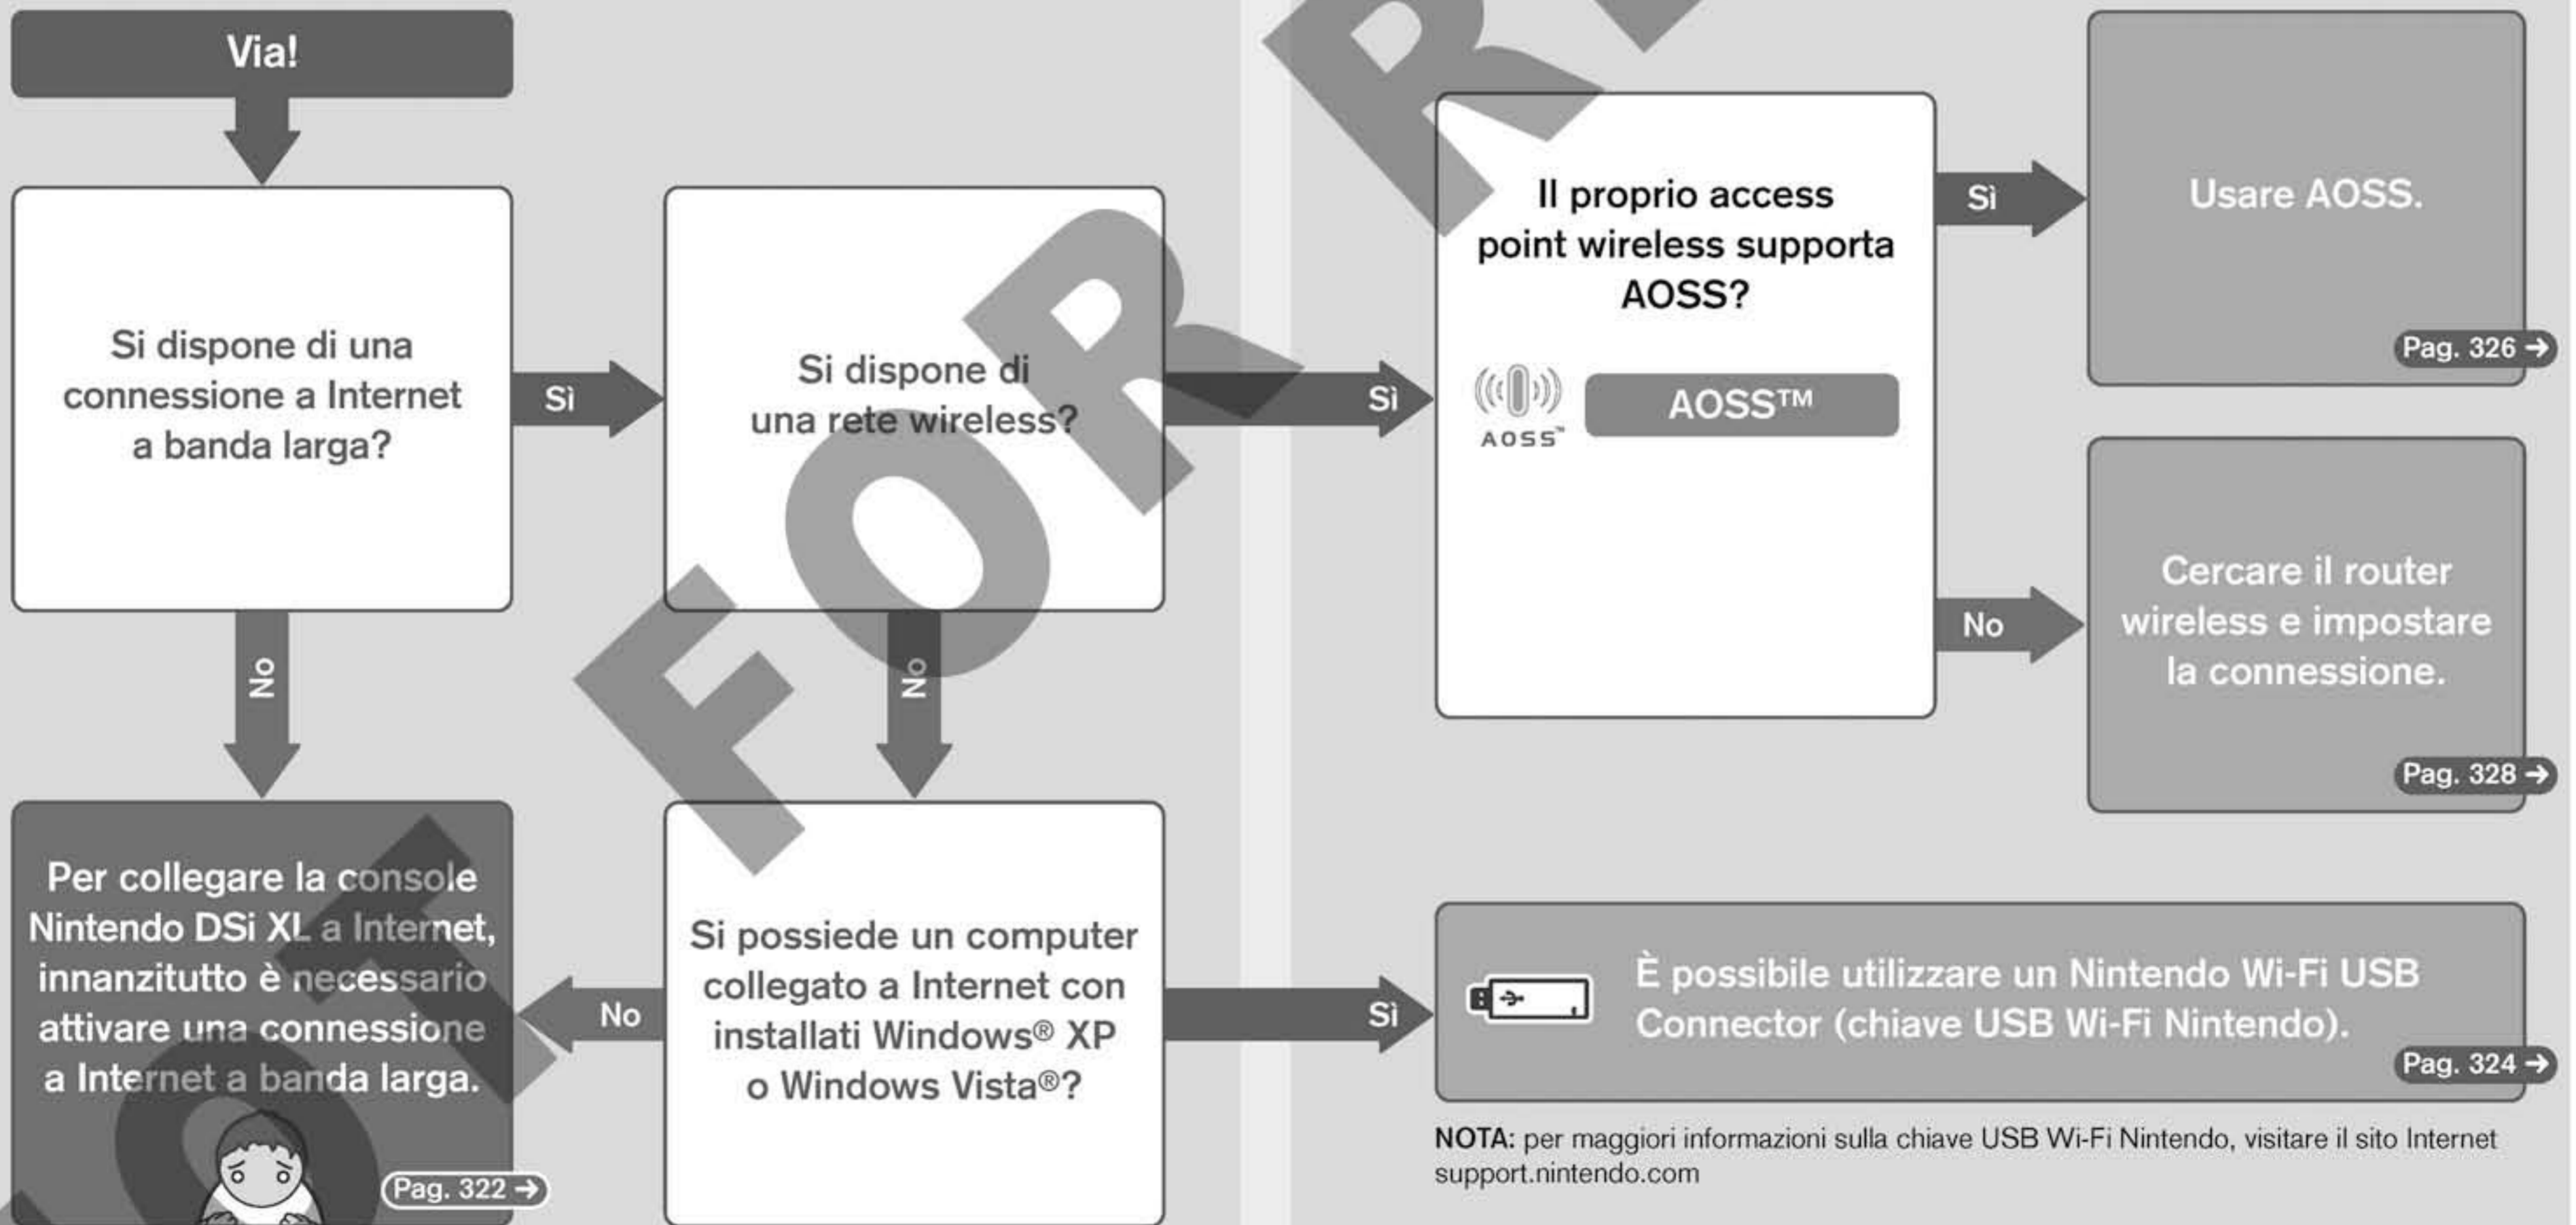 Via!
Si dispone di una
connessione a Internet
a banda larga?
Sì
Si dispone di
una rete wireless?
Sì
Il proprio access
point wireless supporta
AOSS?
AOSS™
AOSS™
Sì
Usare AOSS.
Pag. 326 →
No
Cercare il router
wireless e impostare
la connessione.
Pag. 328 →
No
No
Per collegare la console
Nintendo DSi XL a Internet,
innanzitutto è necessario
attivare una connessione
a Internet a banda larga.
Pag. 322 →
No
Si possiede un computer
collegato a Internet con
installati Windows® XP
o Windows Vista®?
Sì
È possibile utilizzare un Nintendo Wi-Fi USB
Connector (chiave USB Wi-Fi Nintendo).
Pag. 324 →
NOTA: per maggiori informazioni sulla chiave USB Wi-Fi Nintendo, visitare il sito Internet
support.nintendo.com
FOR